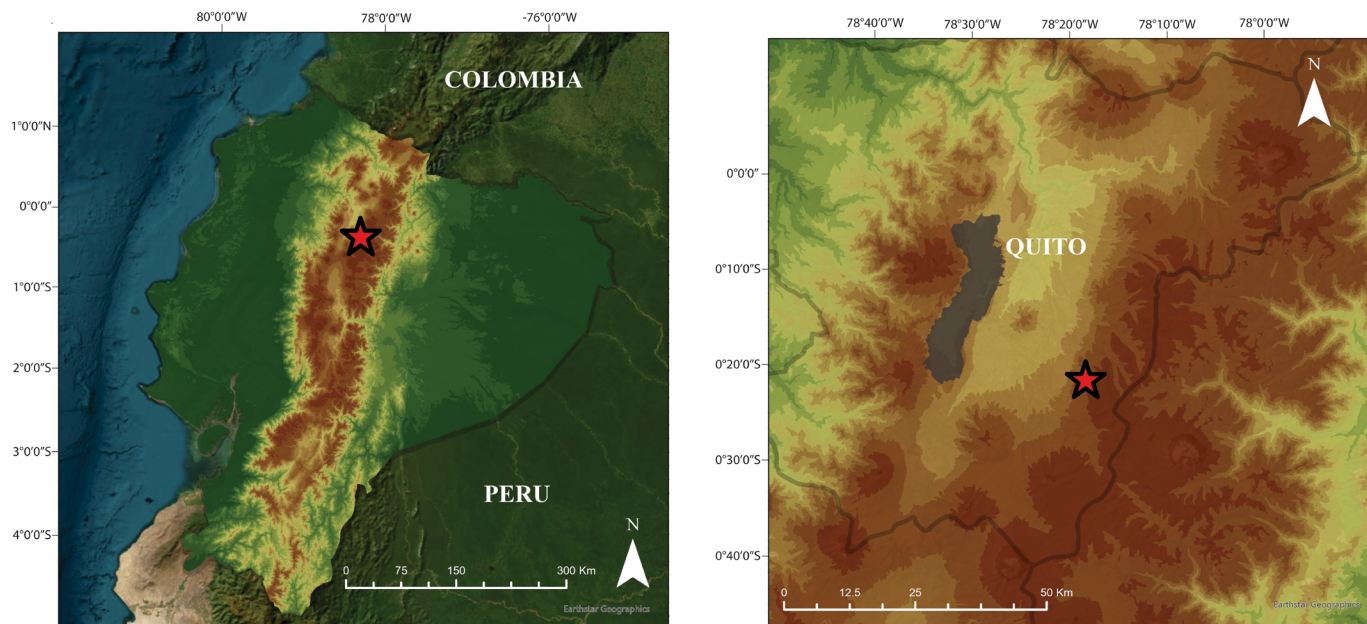 80°0'0"W 78°0'0"W -76°0'0"W
COLOMBIA
1°0'0"N
0°0'0"
1°0'0"S
2°0'0"S
3°0'0"S
4°0'0"S
PERU
N
0 75 150 300 Km
Earthstar Geographics
78°40'0"W 78°30'0"W 78°20'0"W 78°10'0"W 78°0'0"W
N
0°0'0"
QUITO
0°10'0"S
0°20'0"S
0°30'0"S
0°40'0"S
0 12.5 25 50 Km
Earthstar Geographics